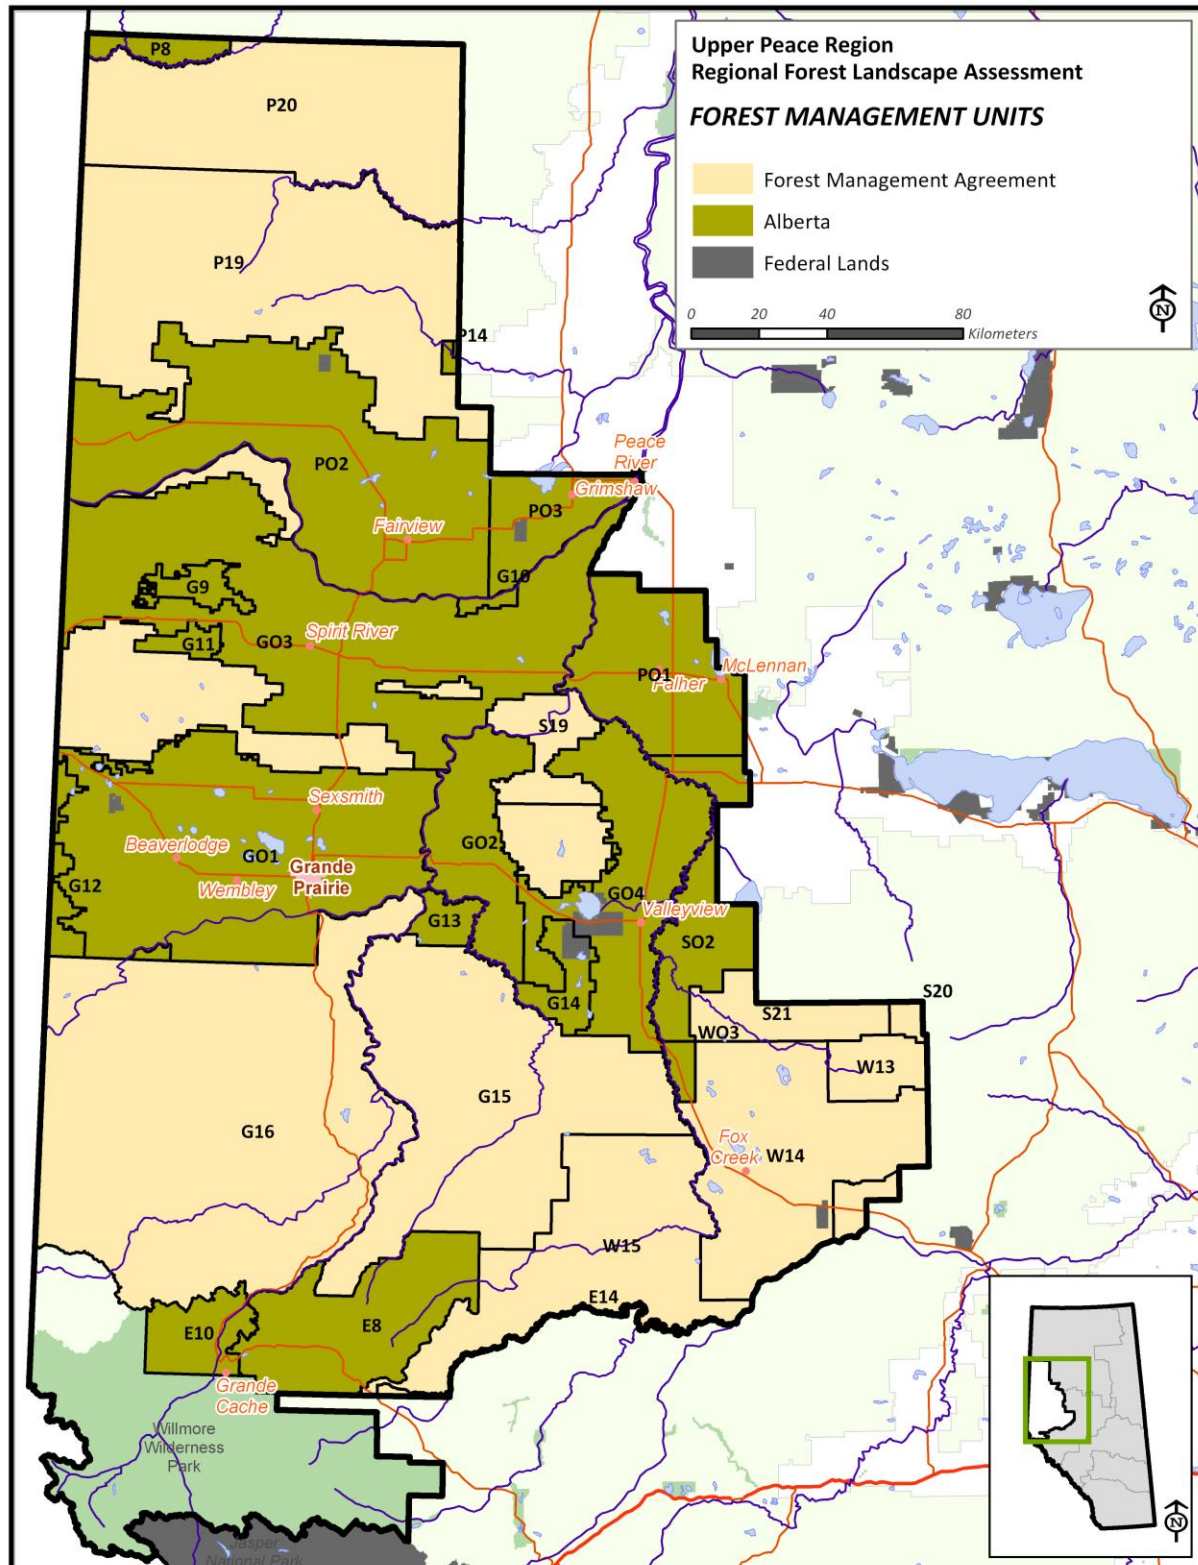 Upper Peace Region
Regional Forest Landscape Assessment
FOREST MANAGEMENT UNITS
Forest Management Agreement
Alberta
Federal Lands
0 20 40 80
Kilometers
N
P8
P20
P19
P14
Peace
River
PO2
Grimshaw
PO3
Fairview
G10
G9
G11
GO3
Spirit River
PO1
Falher
McLennan
S19
Sexsmith
Beaverlodge
GO1
GO2
Grande
Prairie
Wembley
G12
GO4
Valleyview
G13
SO2
G14
S20
S21
WO3
W13
G15
G16
Fox
Creek
W14
W15
E14
E10
E8
Grande
Cache
Willmore
Wilderness
Park
Jasper
National Park
N